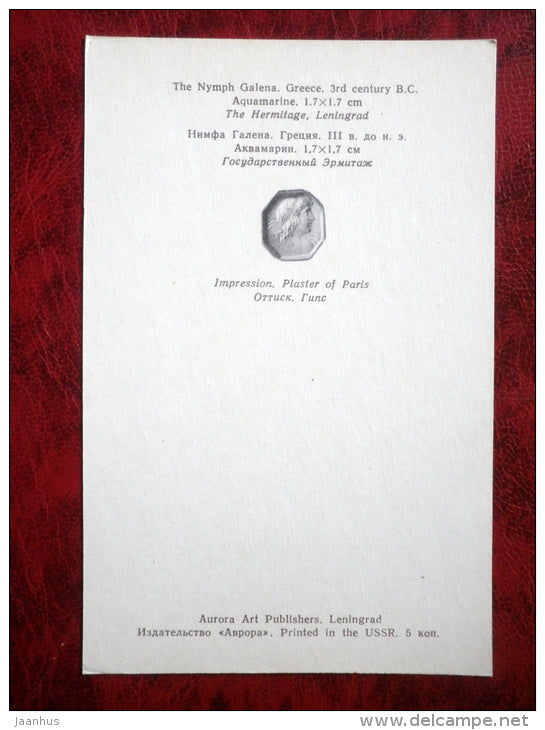 The Nymph Galena. Greece. 3rd century B.C.
Aquamarine. 1.7×1.7 cm
The Hermitage, Leningrad
Нимфа Галена. Греция. III в. до н. э.
Аквамарин. 1,7×1,7 см
Государственный Эрмитаж
Impression. Plaster of Paris
Оттиск. Гипс
Aurora Art Publishers. Leningrad
Издательство «Аврора». Printed in the USSR. 5 коп.
jaanhus
www.delcampe.net